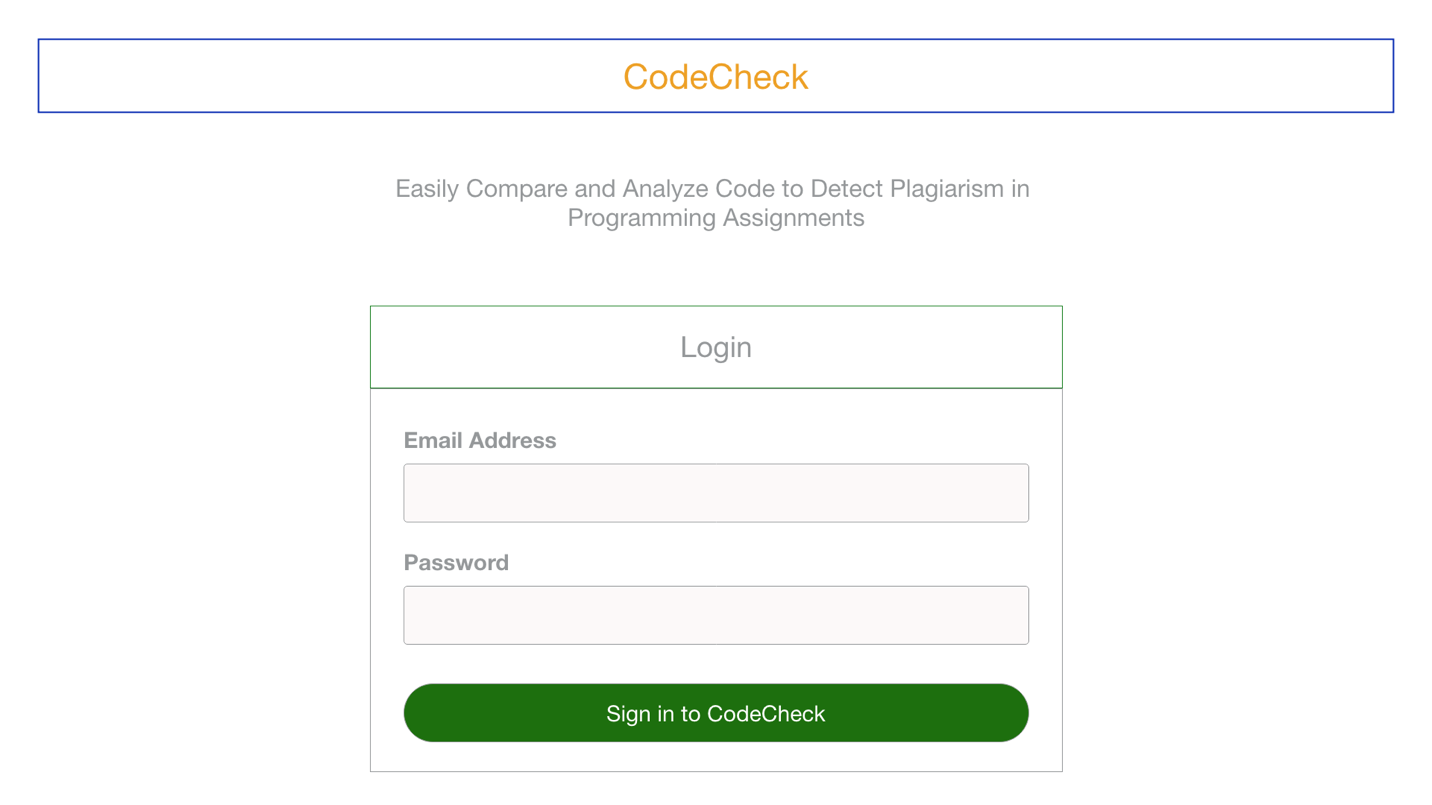 CodeCheck
Easily Compare and Analyze Code to Detect Plagiarism in
Programming Assignments
Login
Email Address
Password
Sign in to CodeCheck